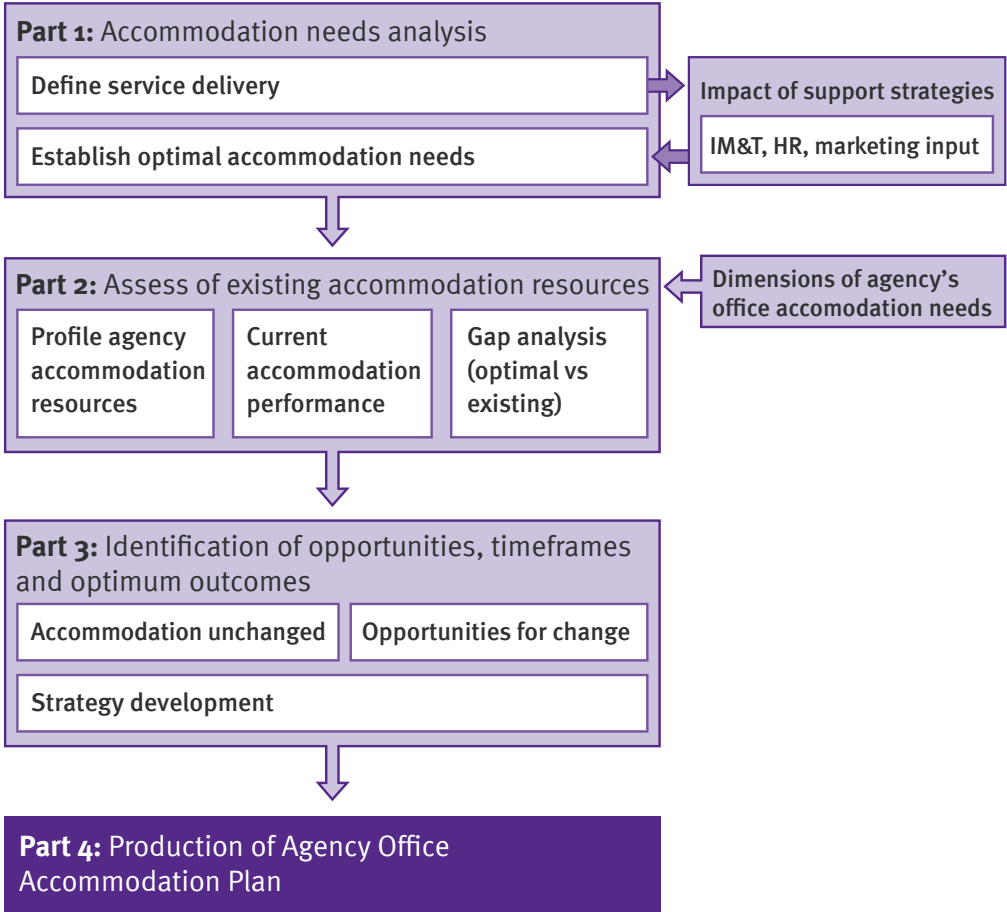 Part 1: Accommodation needs analysis
Define service delivery
Establish optimal accommodation needs
Impact of support strategies
IM&T, HR, marketing input
Part 2: Assess of existing accommodation resources
Profile agency
accommodation
resources
Current
accommodation
performance
Gap analysis
(optimal vs
existing)
Dimensions of agency’s
office accomodation needs
Part 3: Identification of opportunities, timeframes
and optimum outcomes
Accommodation unchanged
Opportunities for change
Strategy development
Part 4: Production of Agency Office
Accommodation Plan